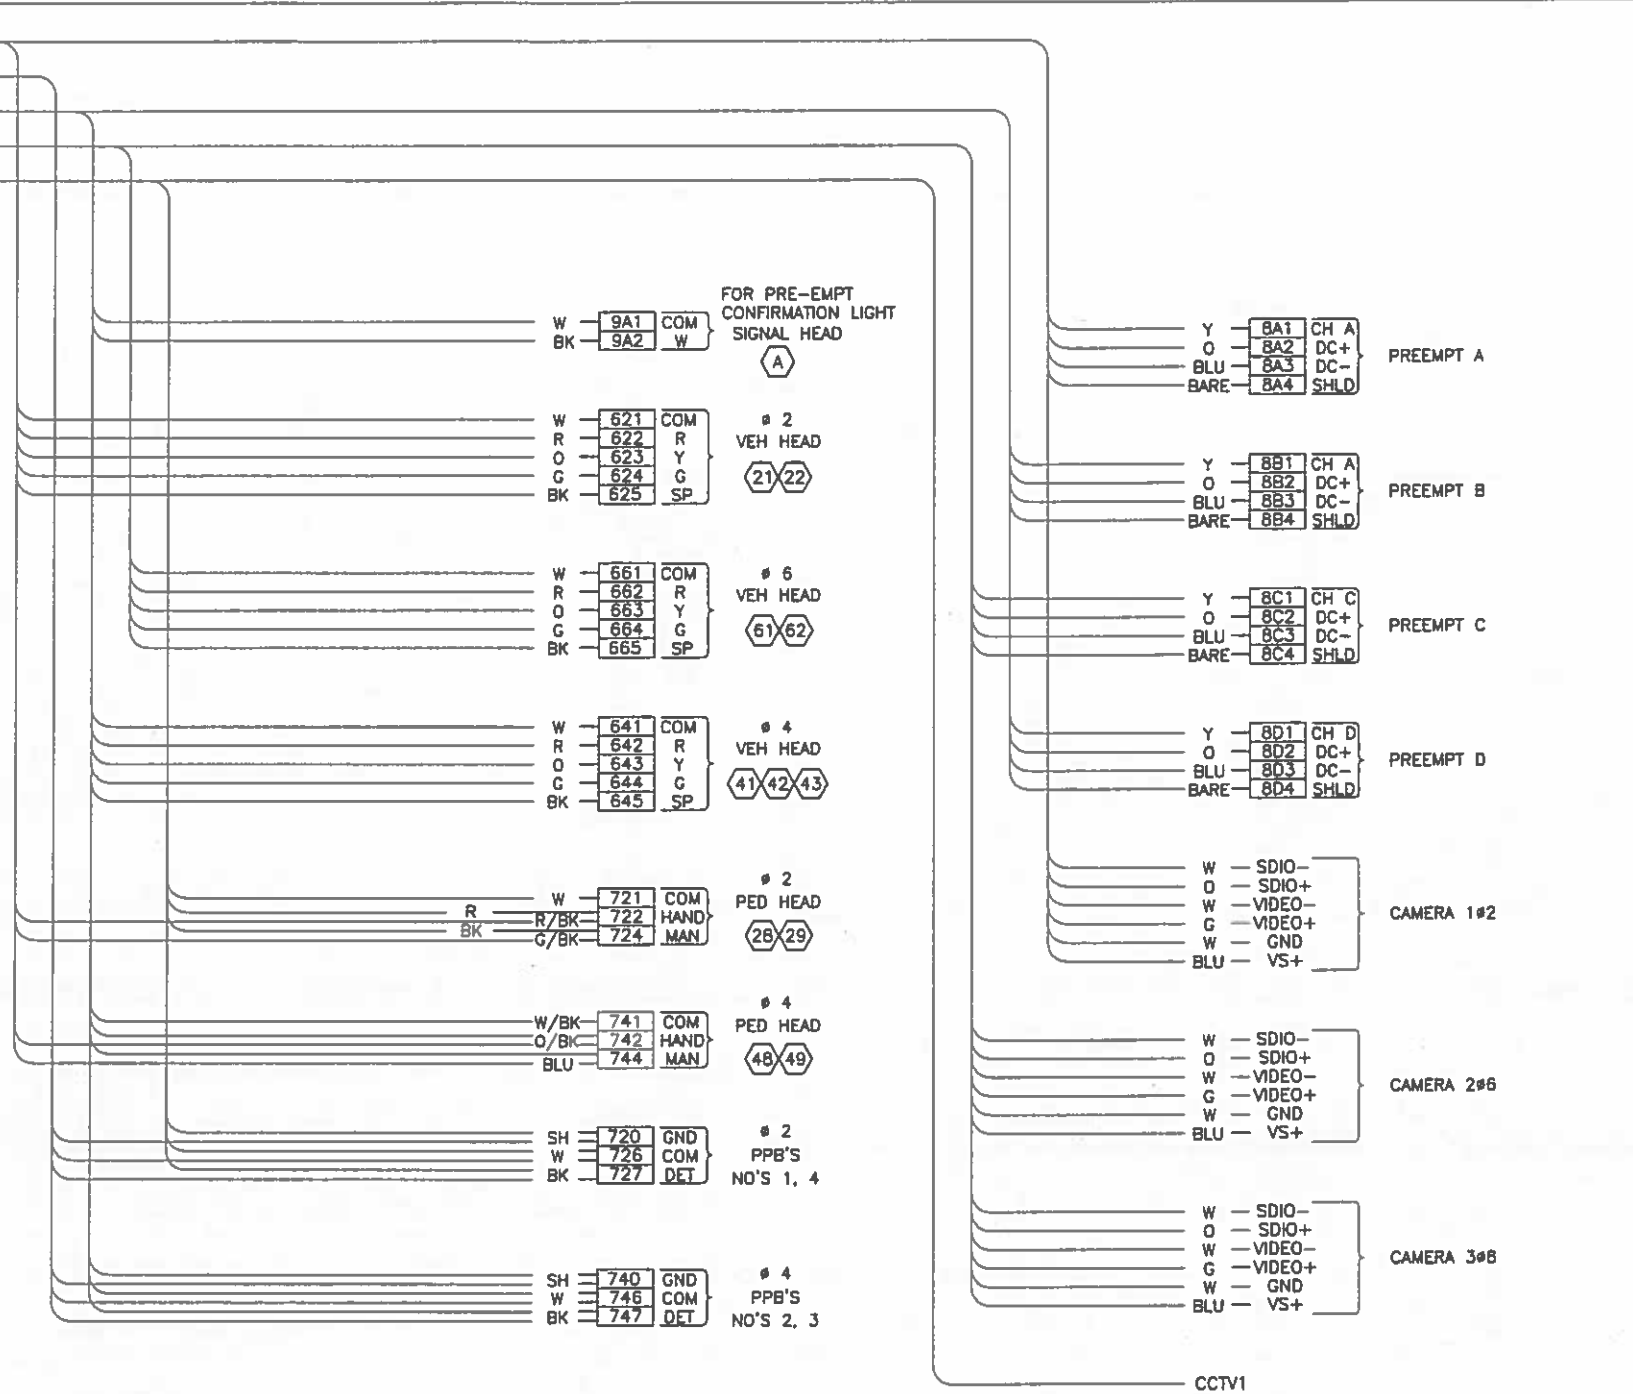 FOR PRE-EMPT
CONFIRMATION LIGHT
SIGNAL HEAD
A
W 9A1 COM
BK 9A2 W
ø 2
VEH HEAD
21 22
W 621 COM
R 622 R
O 623 Y
G 624 G
BK 625 SP
ø 6
VEH HEAD
61 62
W 661 COM
R 662 R
O 663 Y
G 664 G
BK 665 SP
ø 4
VEH HEAD
41 42 43
W 641 COM
R 642 R
O 643 Y
G 644 G
BK 645 SP
ø 2
PED HEAD
28 29
W 721 COM
R R/BK 722 HAND
BK G/BK 724 MAN
ø 4
PED HEAD
48 49
W/BK 741 COM
O/BK 742 HAND
BLU 744 MAN
ø 2
PPB'S
NO'S 1, 4
SH 720 GND
W 726 COM
BK 727 DET
ø 4
PPB'S
NO'S 2, 3
SH 740 GND
W 746 COM
BK 747 DET
Y 8A1 CH A
O 8A2 DC+
BLU 8A3 DC-
BARE 8A4 SHLD
PREEMPT A
Y 8B1 CH A
O 8B2 DC+
BLU 8B3 DC-
BARE 8B4 SHLD
PREEMPT B
Y 8C1 CH C
O 8C2 DC+
BLU 8C3 DC-
BARE 8C4 SHLD
PREEMPT C
Y 8D1 CH D
O 8D2 DC+
BLU 8D3 DC-
BARE 8D4 SHLD
PREEMPT D
W SDIO-
O SDIO+
W VIDEO-
G VIDEO+
W GND
BLU VS+
CAMERA 1ø2
W SDIO-
O SDIO+
W VIDEO-
G VIDEO+
W GND
BLU VS+
CAMERA 2ø6
W SDIO-
O SDIO+
W VIDEO-
G VIDEO+
W GND
BLU VS+
CAMERA 3ø8
CCTV1